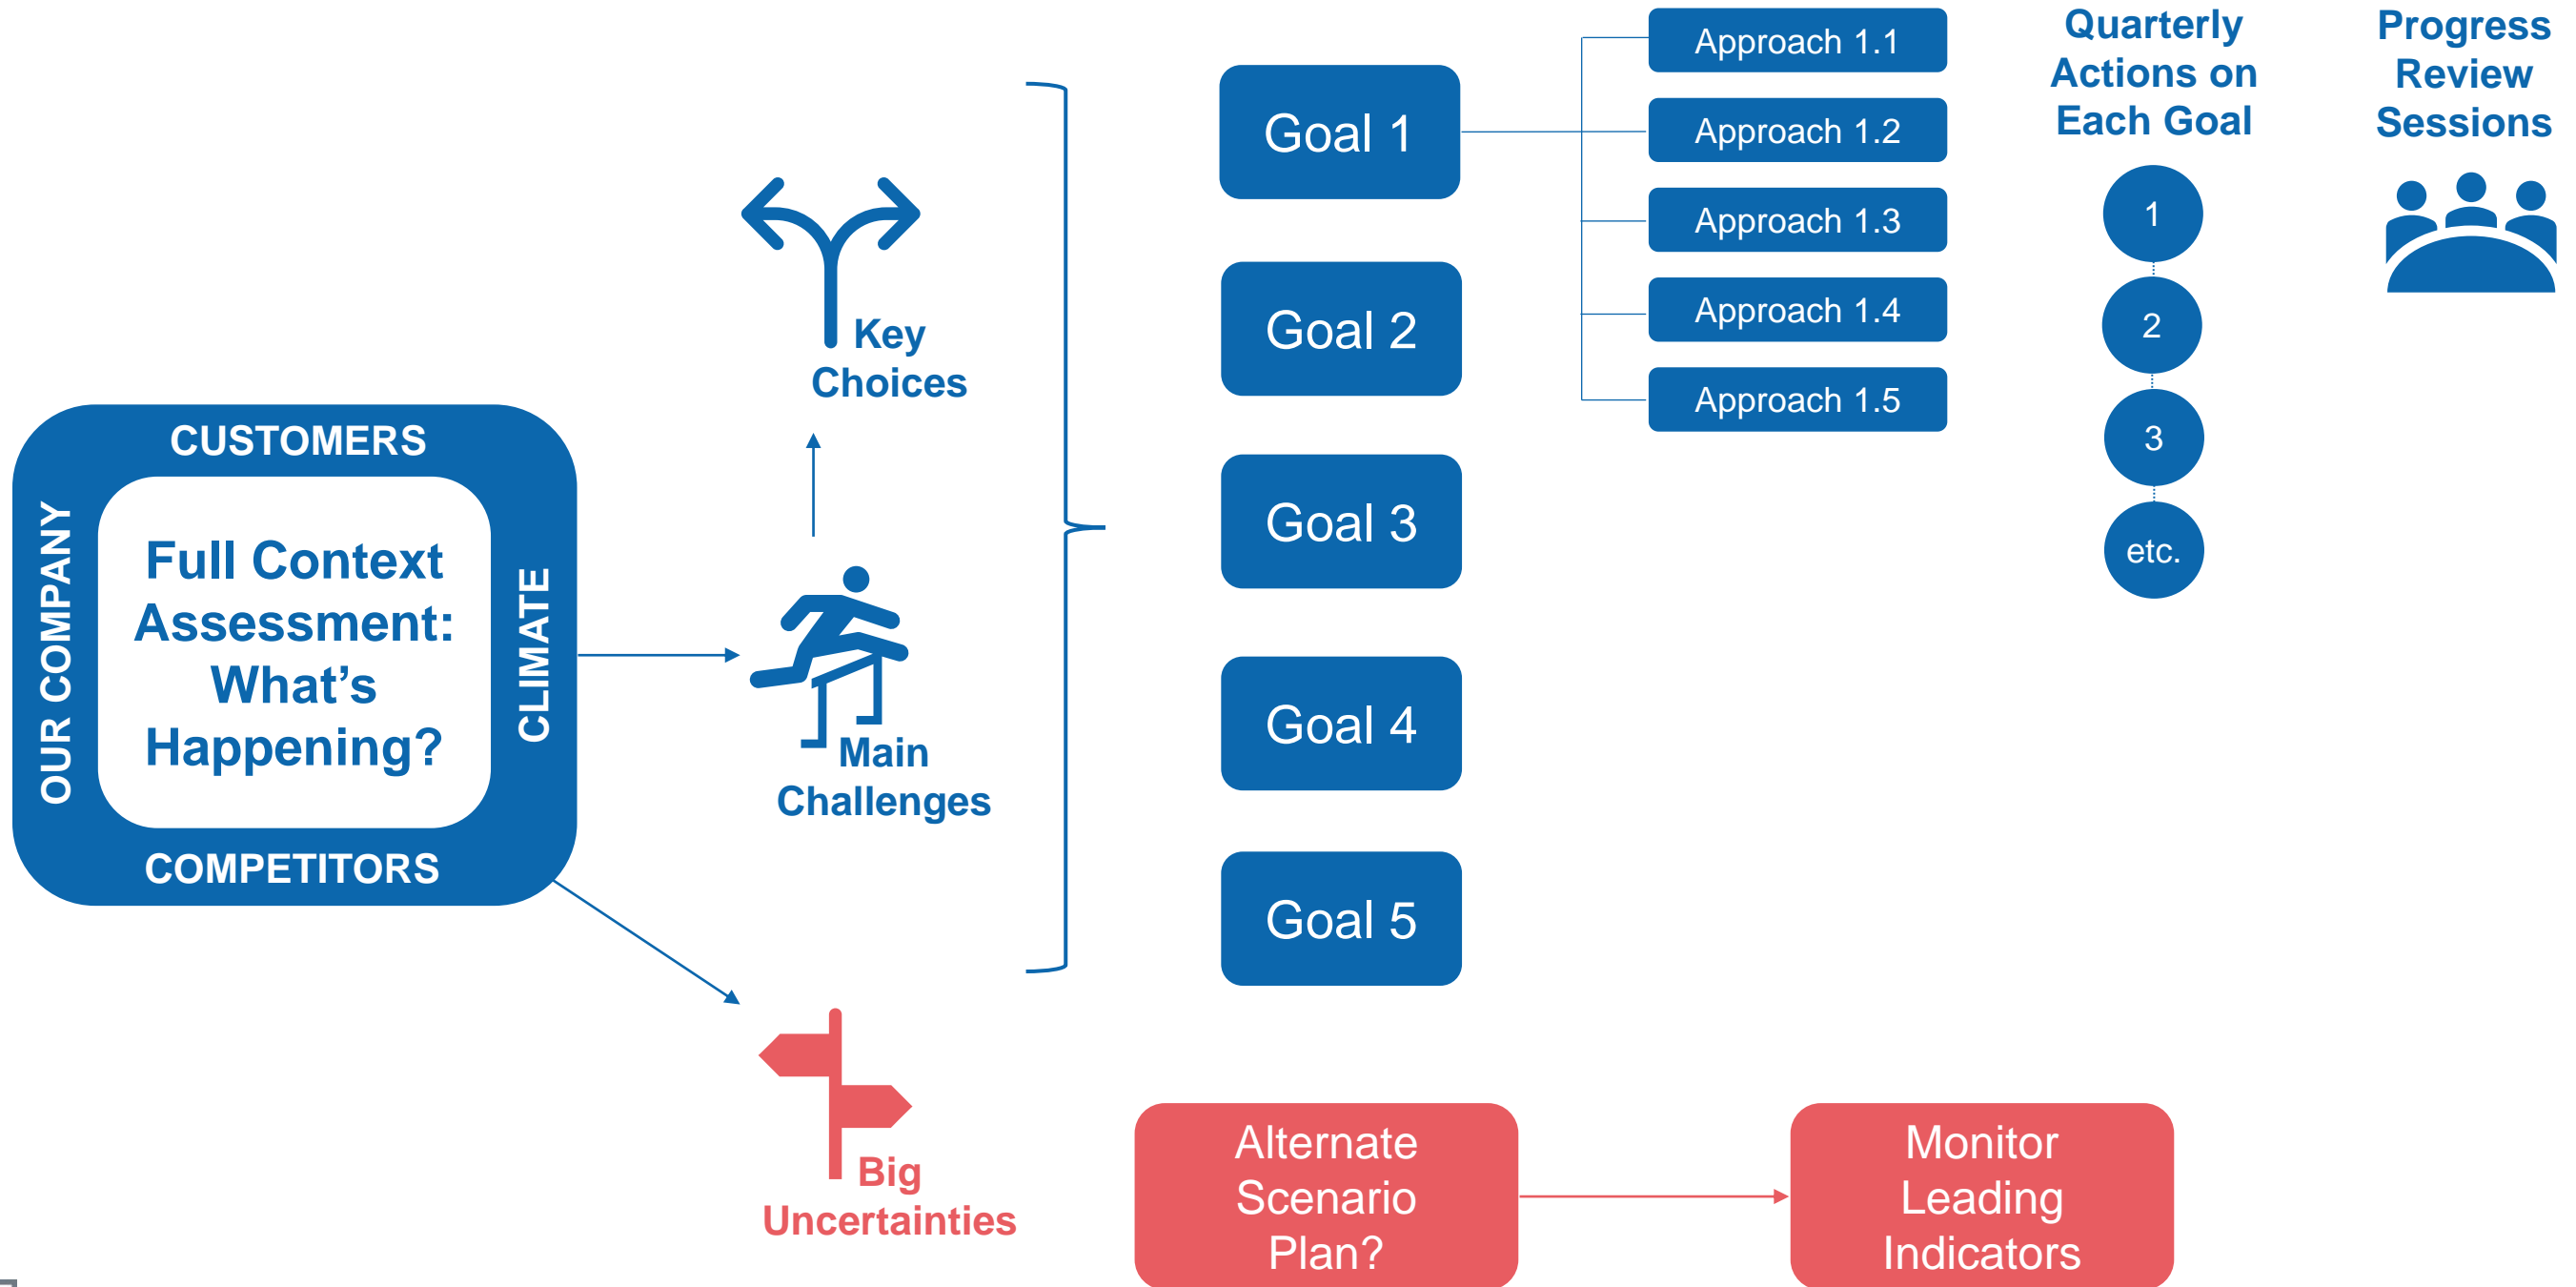 CUSTOMERS
OUR COMPANY
Full Context
Assessment:
What’s
Happening?
CLIMATE
COMPETITORS
Key
Choices
Main
Challenges
Big
Uncertainties
Goal 1
Goal 2
Goal 3
Goal 4
Goal 5
Approach 1.1
Approach 1.2
Approach 1.3
Approach 1.4
Approach 1.5
Quarterly
Actions on
Each Goal
1
2
3
etc.
Progress
Review
Sessions
Alternate
Scenario
Plan?
Monitor
Leading
Indicators